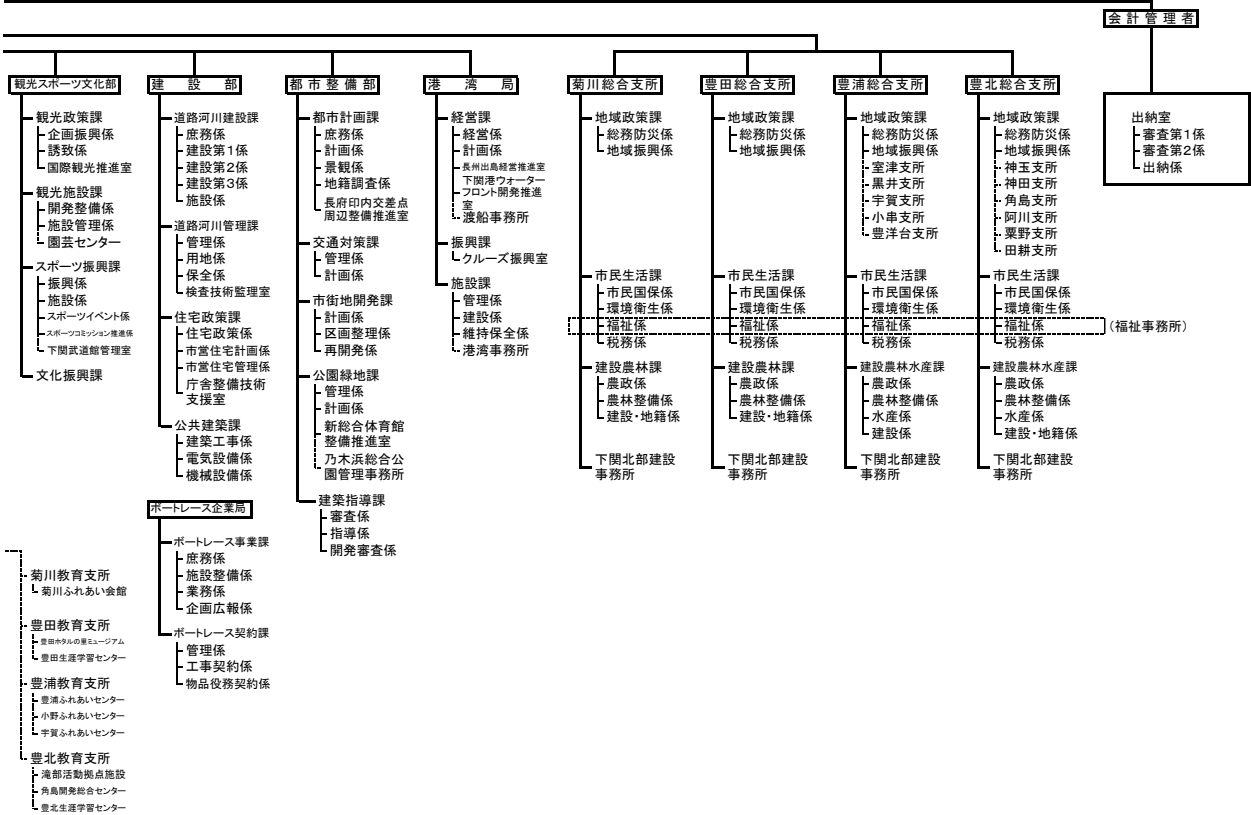 会計管理者
出納室
審査第1係
審査第2係
出納係
観光スポーツ文化部
観光政策課
企画振興係
誘致係
国際観光推進室
観光施設課
開発整備係
施設管理係
園芸センター
スポーツ振興課
振興係
施設係
スポーツイベント係
スポーツコミッション推進係
下関武道館管理室
文化振興課
建設部
道路河川建設課
庶務係
建設第1係
建設第2係
建設第3係
施設係
道路河川管理課
管理係
用地係
保全係
検査技術監理室
住宅政策課
住宅政策係
市営住宅計画係
市営住宅管理係
庁舎整備技術
支援室
公共建築課
建築工事係
電気設備係
機械設備係
都市整備部
都市計画課
庶務係
計画係
景観係
地籍調査係
長府印内交差点
周辺整備推進室
交通対策課
管理係
計画係
市街地開発課
計画係
区画整理係
再開発係
公園緑地課
管理係
計画係
新総合体育館
整備推進室
乃木浜総合公
園管理事務所
建築指導課
審査係
指導係
開発審査係
港湾局
経営課
経営係
計画係
長州出島経営推進室
下関港ウォーター
フロント開発推進
室
渡船事務所
振興課
クルーズ振興室
施設課
管理係
建設係
維持保全係
港湾事務所
菊川総合支所
地域政策課
総務防災係
地域振興係
市民生活課
市民国保係
環境衛生係
福祉係
税務係
建設農林課
農政係
農林整備係
建設・地籍係
下関北部建設
事務所
豊田総合支所
地域政策課
総務防災係
地域振興係
市民生活課
市民国保係
環境衛生係
福祉係
税務係
建設農林課
農政係
農林整備係
建設・地籍係
下関北部建設
事務所
豊浦総合支所
地域政策課
総務防災係
地域振興係
室津支所
黒井支所
宇賀支所
小串支所
豊洋台支所
市民生活課
市民国保係
環境衛生係
福祉係
税務係
建設農林水産課
農政係
農林整備係
水産係
建設係
下関北部建設
事務所
豊北総合支所
地域政策課
総務防災係
地域振興係
神玉支所
神田支所
角島支所
阿川支所
粟野支所
田耕支所
市民生活課
市民国保係
環境衛生係
福祉係
税務係
建設農林水産課
農政係
農林整備係
水産係
建設・地籍係
下関北部建設
事務所
(福祉事務所)
ボートレース企業局
ボートレース事業課
庶務係
施設整備係
業務係
企画広報係
ボートレース契約課
管理係
工事契約係
物品役務契約係
菊川教育支所
菊川ふれあい会館
豊田教育支所
豊田ホタルの里ミュージアム
豊田生涯学習センター
豊浦教育支所
豊浦ふれあいセンター
小野ふれあいセンター
宇賀ふれあいセンター
豊北教育支所
滝部活動拠点施設
角島開発総合センター
豊北生涯学習センター